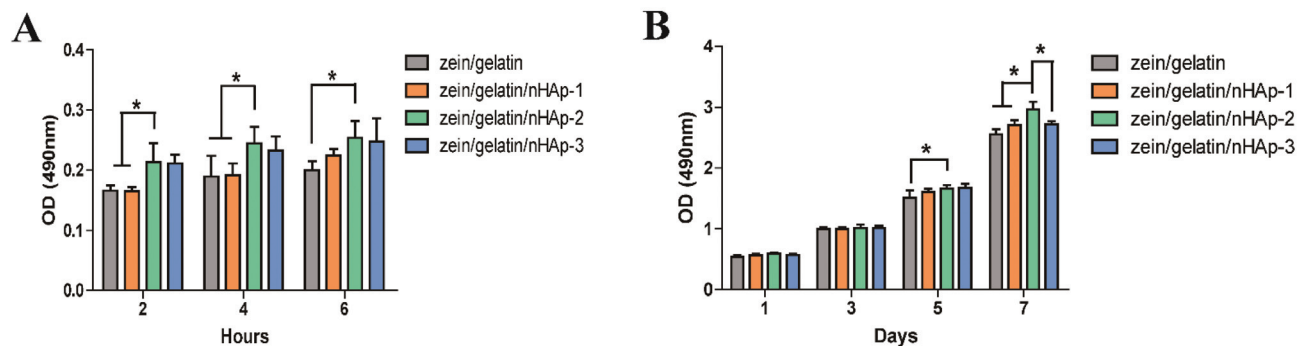 A
OD (490nm)
0.4
0.3
0.2
0.1
0.0
*
*
*
2
4
6
Hours
zein/gelatin
zein/gelatin/nHAp-1
zein/gelatin/nHAp-2
zein/gelatin/nHAp-3
B
OD (490nm)
4
3
2
1
0
*
*
*
1
3
5
7
Days
zein/gelatin
zein/gelatin/nHAp-1
zein/gelatin/nHAp-2
zein/gelatin/nHAp-3